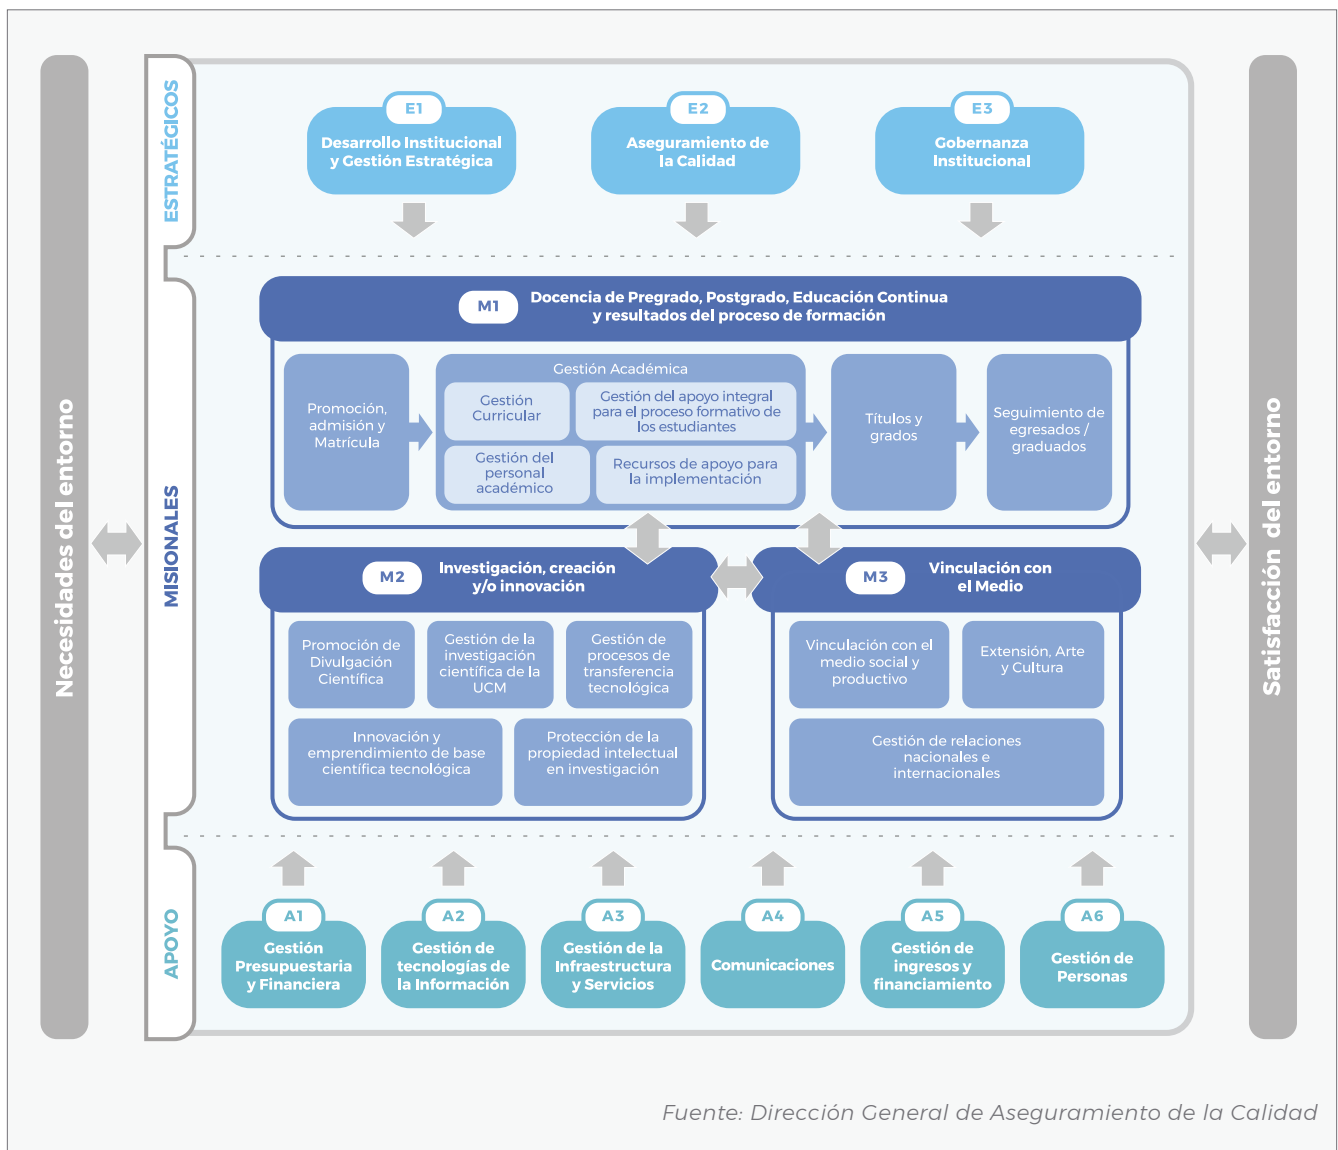 Necesidades del entorno
ESTRATÉGICOS
E1
Desarrollo Institucional
y Gestión Estratégica
E2
Aseguramiento de
la Calidad
E3
Gobernanza
Institucional
MISIONALES
M1
Docencia de Pregrado, Postgrado, Educación Continua
y resultados del proceso de formación
Promoción,
admisión y
Matrícula
Gestión Académica
Gestión
Curricular
Gestión del apoyo integral
para el proceso formativo de
los estudiantes
Gestión del
personal
académico
Recursos de apoyo para
la implementación
Títulos y
grados
Seguimiento de
egresados /
graduados
M2
Investigación, creación
y/o innovación
Promoción de
Divulgación
Científica
Gestión de la
investigación
científica de la
UCM
Gestión de
procesos de
transferencia
tecnológica
Innovación y
emprendimiento de base
científica tecnológica
Protección de la
propiedad intelectual
en investigación
M3
Vinculación con
el Medio
Vinculación con el
medio social y
productivo
Extensión, Arte
y Cultura
Gestión de relaciones
nacionales e
internacionales
APOYO
A1
Gestión
Presupuestaria
y Financiera
A2
Gestión de
tecnologías de
la Información
A3
Gestión de la
Infraestructura
y Servicios
A4
Comunicaciones
A5
Gestión de
ingresos y
financiamiento
A6
Gestión de
Personas
Satisfacción del entorno
Fuente: Dirección General de Aseguramiento de la Calidad